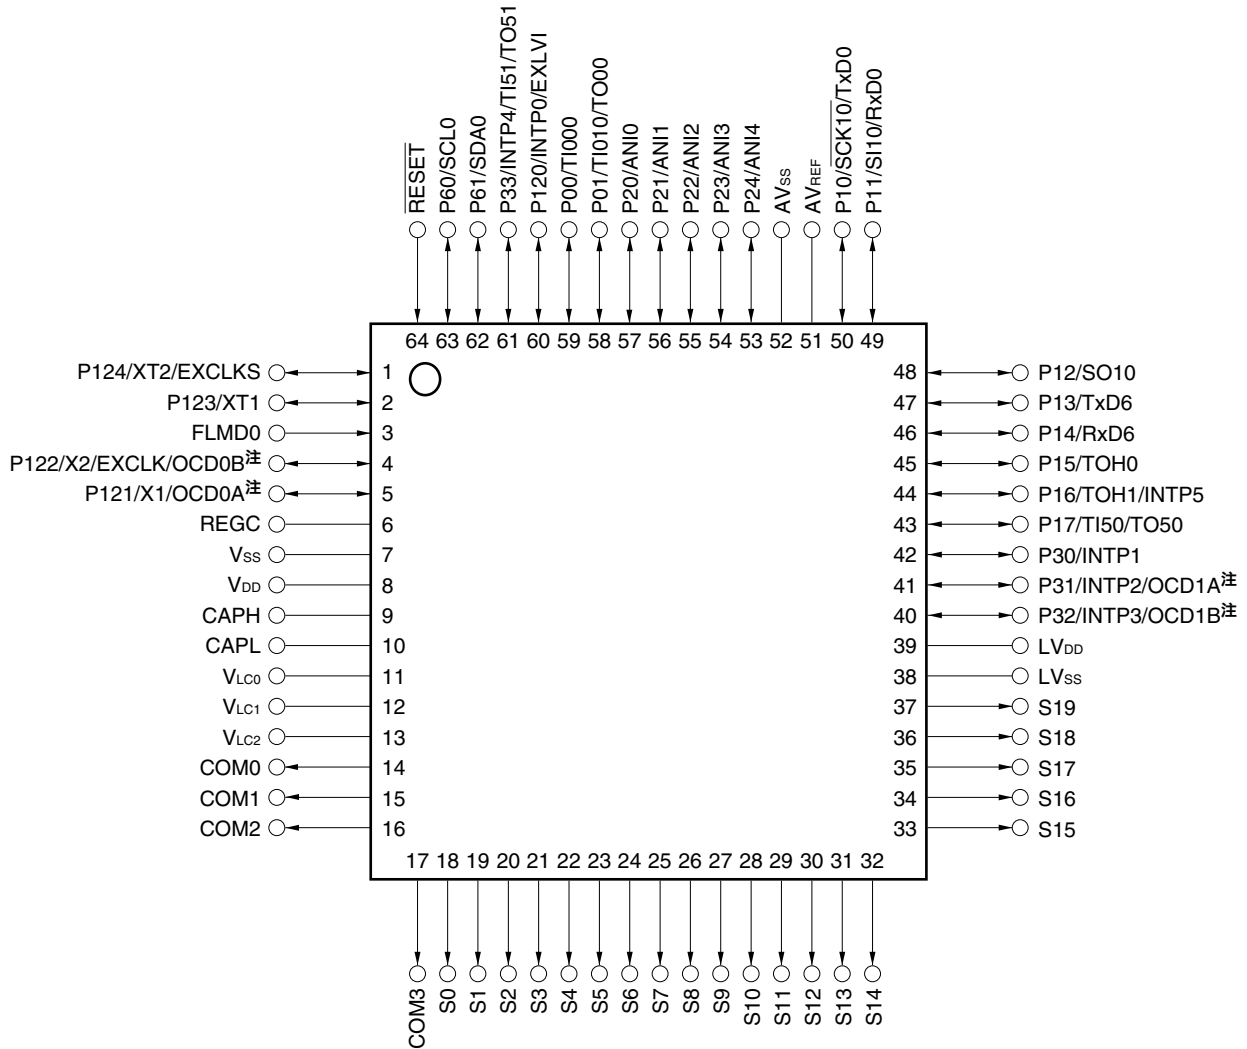 RESET
P60/SCL0
P61/SDA0
P33/INTP4/TI51/TO51
P120/INTP0/EXLVI
P00/TI000
P01/TI010/TO00
P20/ANI0
P21/ANI1
P22/ANI2
P23/ANI3
P24/ANI4
AVSS
AVREF
P10/SCK10/TxD0
P11/SI10/RxD0
64 63 62 61 60 59 58 57 56 55 54 53 52 51 50 49
P124/XT2/EXCLKS 1
P123/XT1 2
FLMD0 3
P122/X2/EXCLK/OCD0B注 4
P121/X1/OCD0A注 5
REGC 6
VSS 7
VDD 8
CAPH 9
CAPL 10
VLC0 11
VLC1 12
VLC2 13
COM0 14
COM1 15
COM2 16
48 P12/SO10
47 P13/TxD6
46 P14/RxD6
45 P15/TOH0
44 P16/TOH1/INTP5
43 P17/TI50/TO50
42 P30/INTP1
41 P31/INTP2/OCD1A注
40 P32/INTP3/OCD1B注
39 LVDD
38 LVSS
37 S19
36 S18
35 S17
34 S16
33 S15
17 18 19 20 21 22 23 24 25 26 27 28 29 30 31 32
COM3
S0
S1
S2
S3
S4
S5
S6
S7
S8
S9
S10
S11
S12
S13
S14